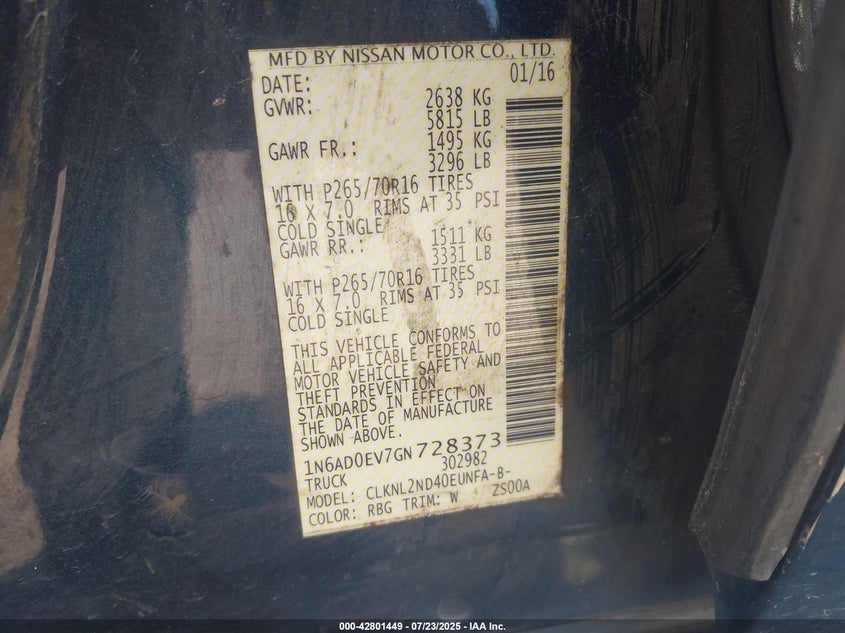 MFD BY NISSAN MOTOR CO., LTD.
DATE: 01/16
GVWR: 2638 KG
5815 LB
GAWR FR.: 1495 KG
3296 LB
WITH P265/70R16 TIRES
16 X 7.0 RIMS AT 35 PSI
COLD SINGLE
GAWR RR.: 1511 KG
3331 LB
WITH P265/70R16 TIRES
16 X 7.0 RIMS AT 35 PSI
COLD SINGLE
THIS VEHICLE CONFORMS TO
ALL APPLICABLE FEDERAL
MOTOR VEHICLE SAFETY AND
THEFT PREVENTION
STANDARDS IN EFFECT ON
THE DATE OF MANUFACTURE
SHOWN ABOVE.
1N6AD0EV7GN728373
TRUCK 302982
MODEL: CLKNL2ND40EUNFA-B-
COLOR: RBG TRIM: W ZS00A
000-42801449 - 07/23/2025 - IAA Inc.